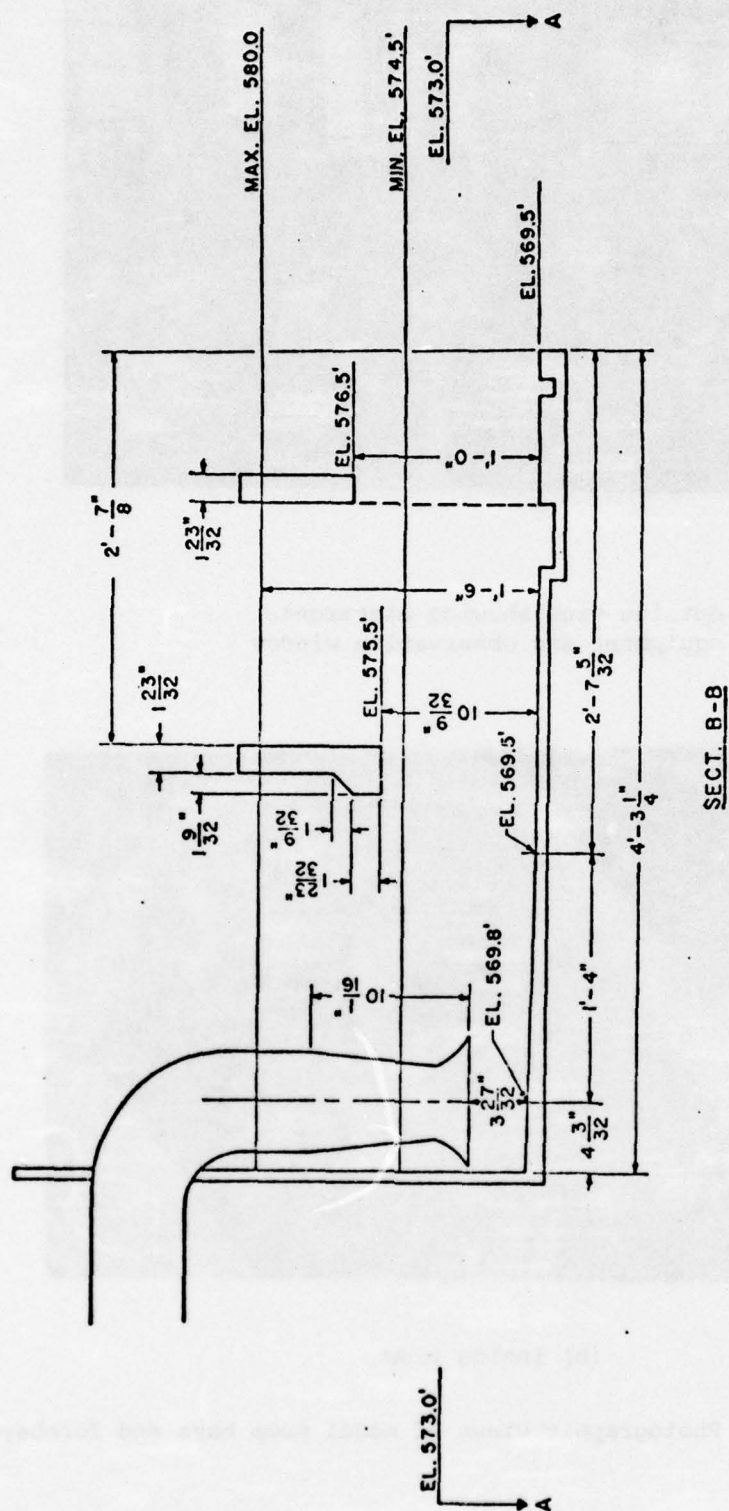 MAX. EL. 580.0
MIN. EL. 574.5'
EL. 573.0'
A
EL. 569.5'
2'-7/8"
1 23/32"
EL. 576.5'
1'-0"
1 23/32"
1'-6"
EL. 575.5'
10 9/32"
1 9/32"
1 9/32"
1 23/32"
10 1/16"
EL. 569.5'
EL. 569.8'
3 27/32"
2'-7 5/32"
4'-3 1/4"
1'-4"
4 3/32"
EL. 573.0'
A
SECT. B-B
(b) Inside view.
Photographic views of model pump bays and forebay